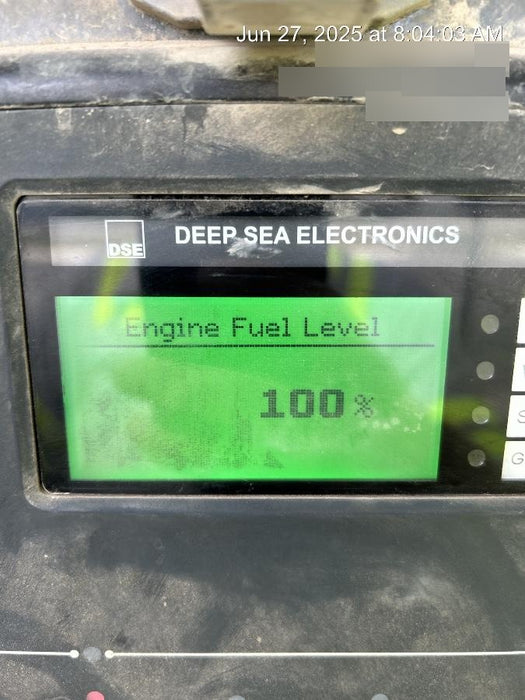 Jun 27, 2025 at 8:04:03 AM
DSE
DEEP SEA ELECTRONICS
Engine Fuel Level
100 %
S
G